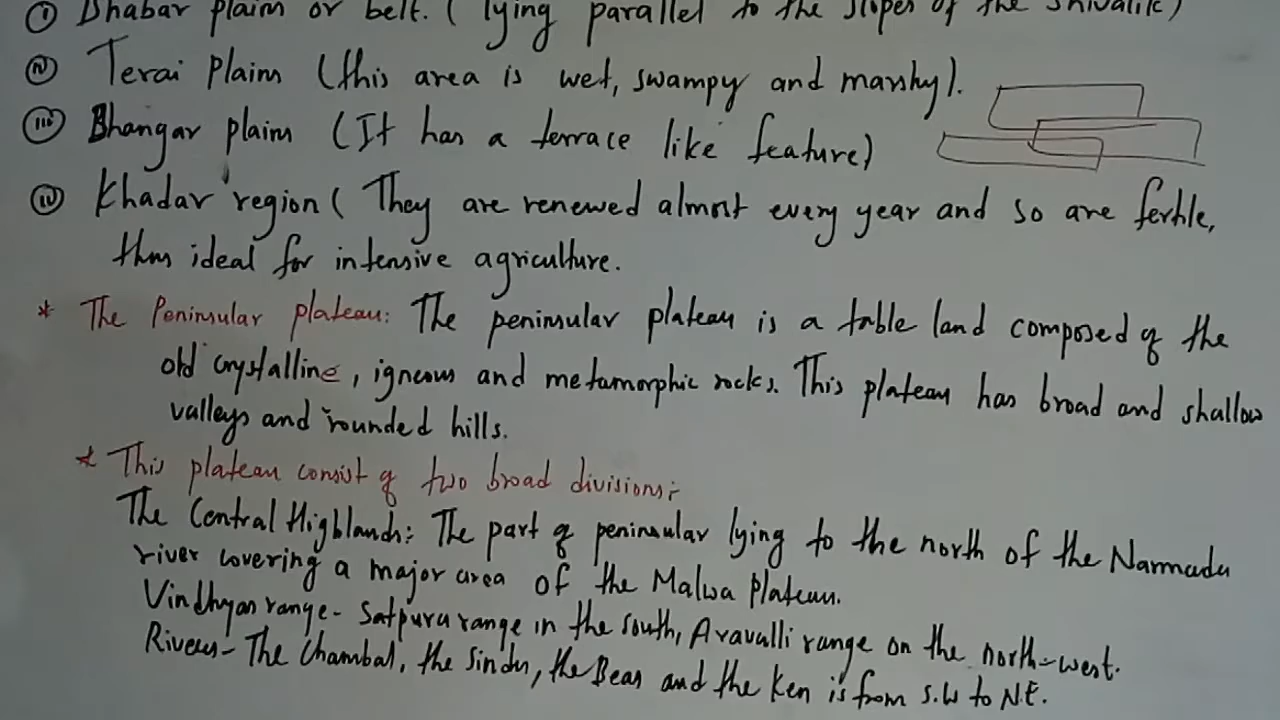 ① Bhabar plain or belt. ( lying parallel to the slopes of the Shivalik)
ⓘⓥ Terai plain (this area is wet, swampy and marshy).
ⓘⓘⓘ Bhangar plain (It has a terrace like feature)
ⓘⓥ Khadar region ( They are renewed almost every year and so are fertile,
thus ideal for intensive agriculture.
* The Peninsular plateau: The peninsular plateau is a table land composed of the
old crystalline, igneous and metamorphic rocks. This plateau has broad and shallow
valleys and rounded hills.
* This plateau consist of two broad divisions:-
The Central Highlands: The part of peninsular lying to the north of the Narmada
river covering a major area of the Malwa Plateau.
Vindhyan range - Satpura range in the south, Aravalli range on the north-west.
Rivers - The Chambal, the Sindu, the Beas and the Ken is from S.W to N.E.